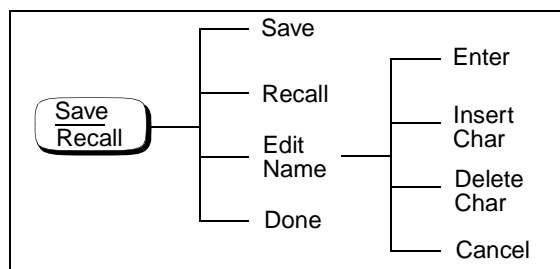 Save
Recall
Save
Recall
Edit
Name
Done
Enter
Insert
Char
Delete
Char
Cancel